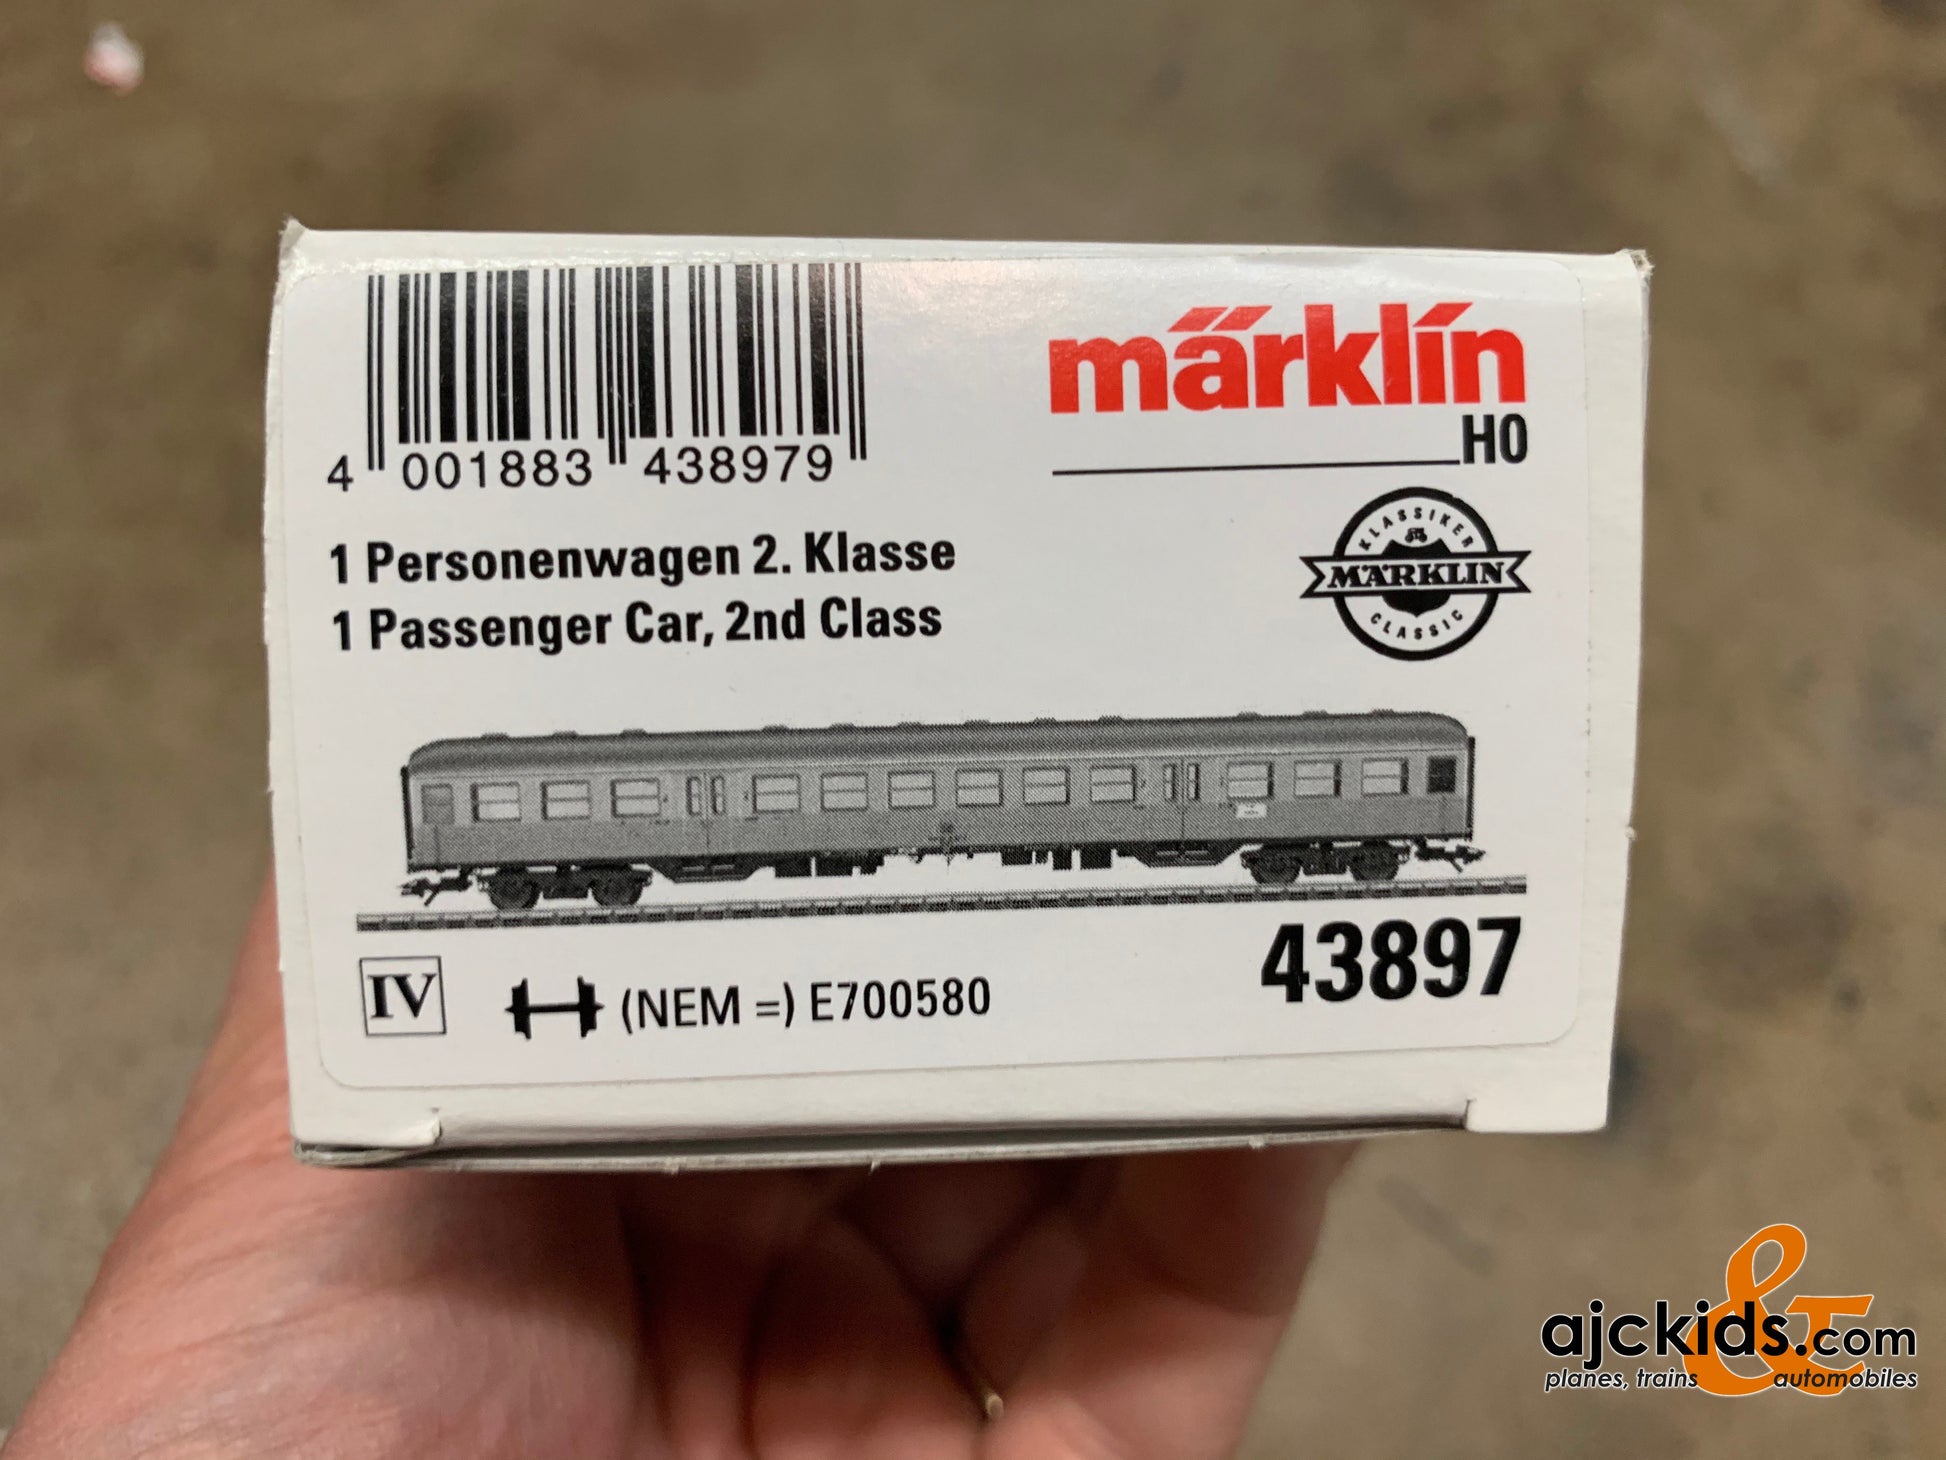 märklín
H0
4 001883 438979
KLASSIKER
MÄRKLIN
CLASSIC
1 Personenwagen 2. Klasse
1 Passenger Car, 2nd Class
43897
IV (NEM =) E700580
ajckids.com
planes, trains & automobiles